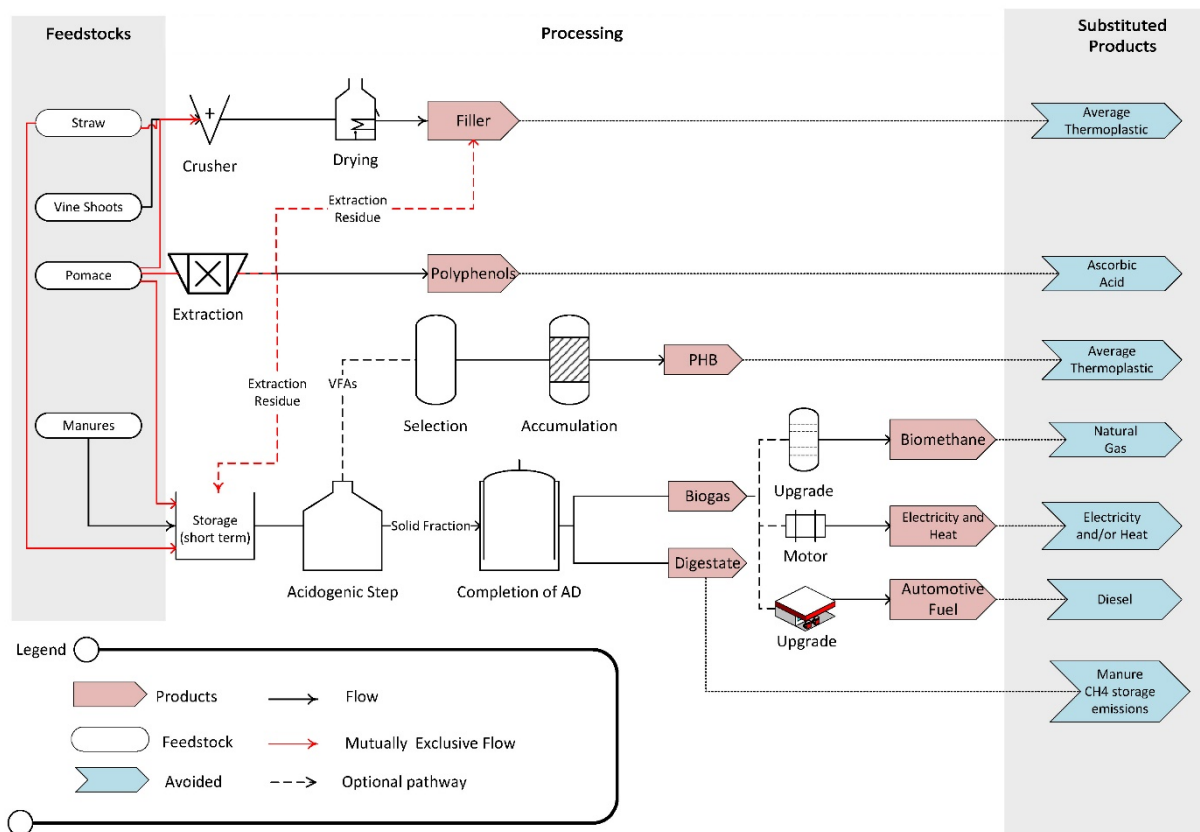 Feedstocks
Processing
Substituted
Products
Straw
+
Crusher
Drying
Filler
Average
Thermoplastic
Vine Shoots
Extraction
Residue
Pomace
Extraction
Polyphenols
Ascorbic
Acid
Extraction
Residue
VFAs
Selection
Accumulation
PHB
Average
Thermoplastic
Manures
Storage
(short term)
Acidogenic Step
Solid Fraction
Completion of AD
Biogas
Digestate
Upgrade
Biomethane
Natural
Gas
Motor
Electricity and
Heat
Electricity
and/or Heat
Upgrade
Automotive
Fuel
Diesel
Manure
CH4 storage
emissions
Legend
Products
Flow
Feedstock
Mutually Exclusive Flow
Avoided
Optional pathway